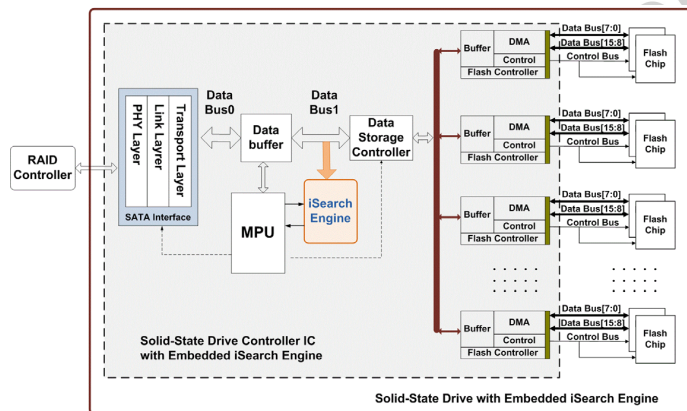 RAID
Controller
PHY Layer
Link Layrer
Transport Layer
SATA Interface
Data
Bus0
Data
buffer
Data
Bus1
Data
Storage
Controller
MPU
iSearch
Engine
Solid-State Drive Controller IC
with Embedded iSearch Engine
Buffer
DMA
Control
Flash Controller
Data Bus[7:0]
Data Bus[15:8]
Control Bus
Flash
Chip
Buffer
DMA
Control
Flash Controller
Data Bus[7:0]
Data Bus[15:8]
Control Bus
Flash
Chip
Buffer
DMA
Control
Flash Controller
Data Bus[7:0]
Data Bus[15:8]
Control Bus
Flash
Chip
Buffer
DMA
Control
Flash Controller
Data Bus[7:0]
Data Bus[15:8]
Control Bus
Flash
Chip
Solid-State Drive with Embedded iSearch Engine